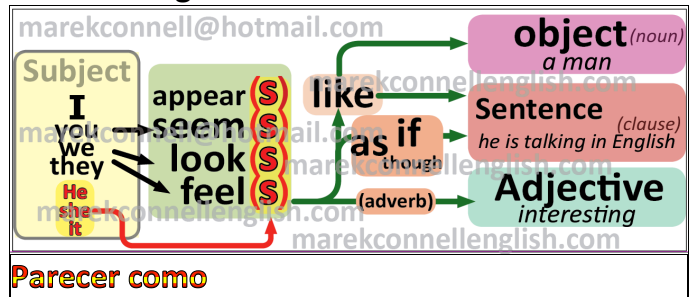 marekconnell@hotmail.com
Subject
I
you
we
they
He
she
it
appear (S)
seem (S)
look (S)
feel (S)
like
as if
though
(adverb)
object (noun)
a man
Sentence
(clause)
he is talking in English
Adjective
interesting
marekconnellenglish.com
marekconnell@hotmail.com
marekconnellenglish.com
marekconnellenglish.com
marekconnellenglish.com
Parecer como